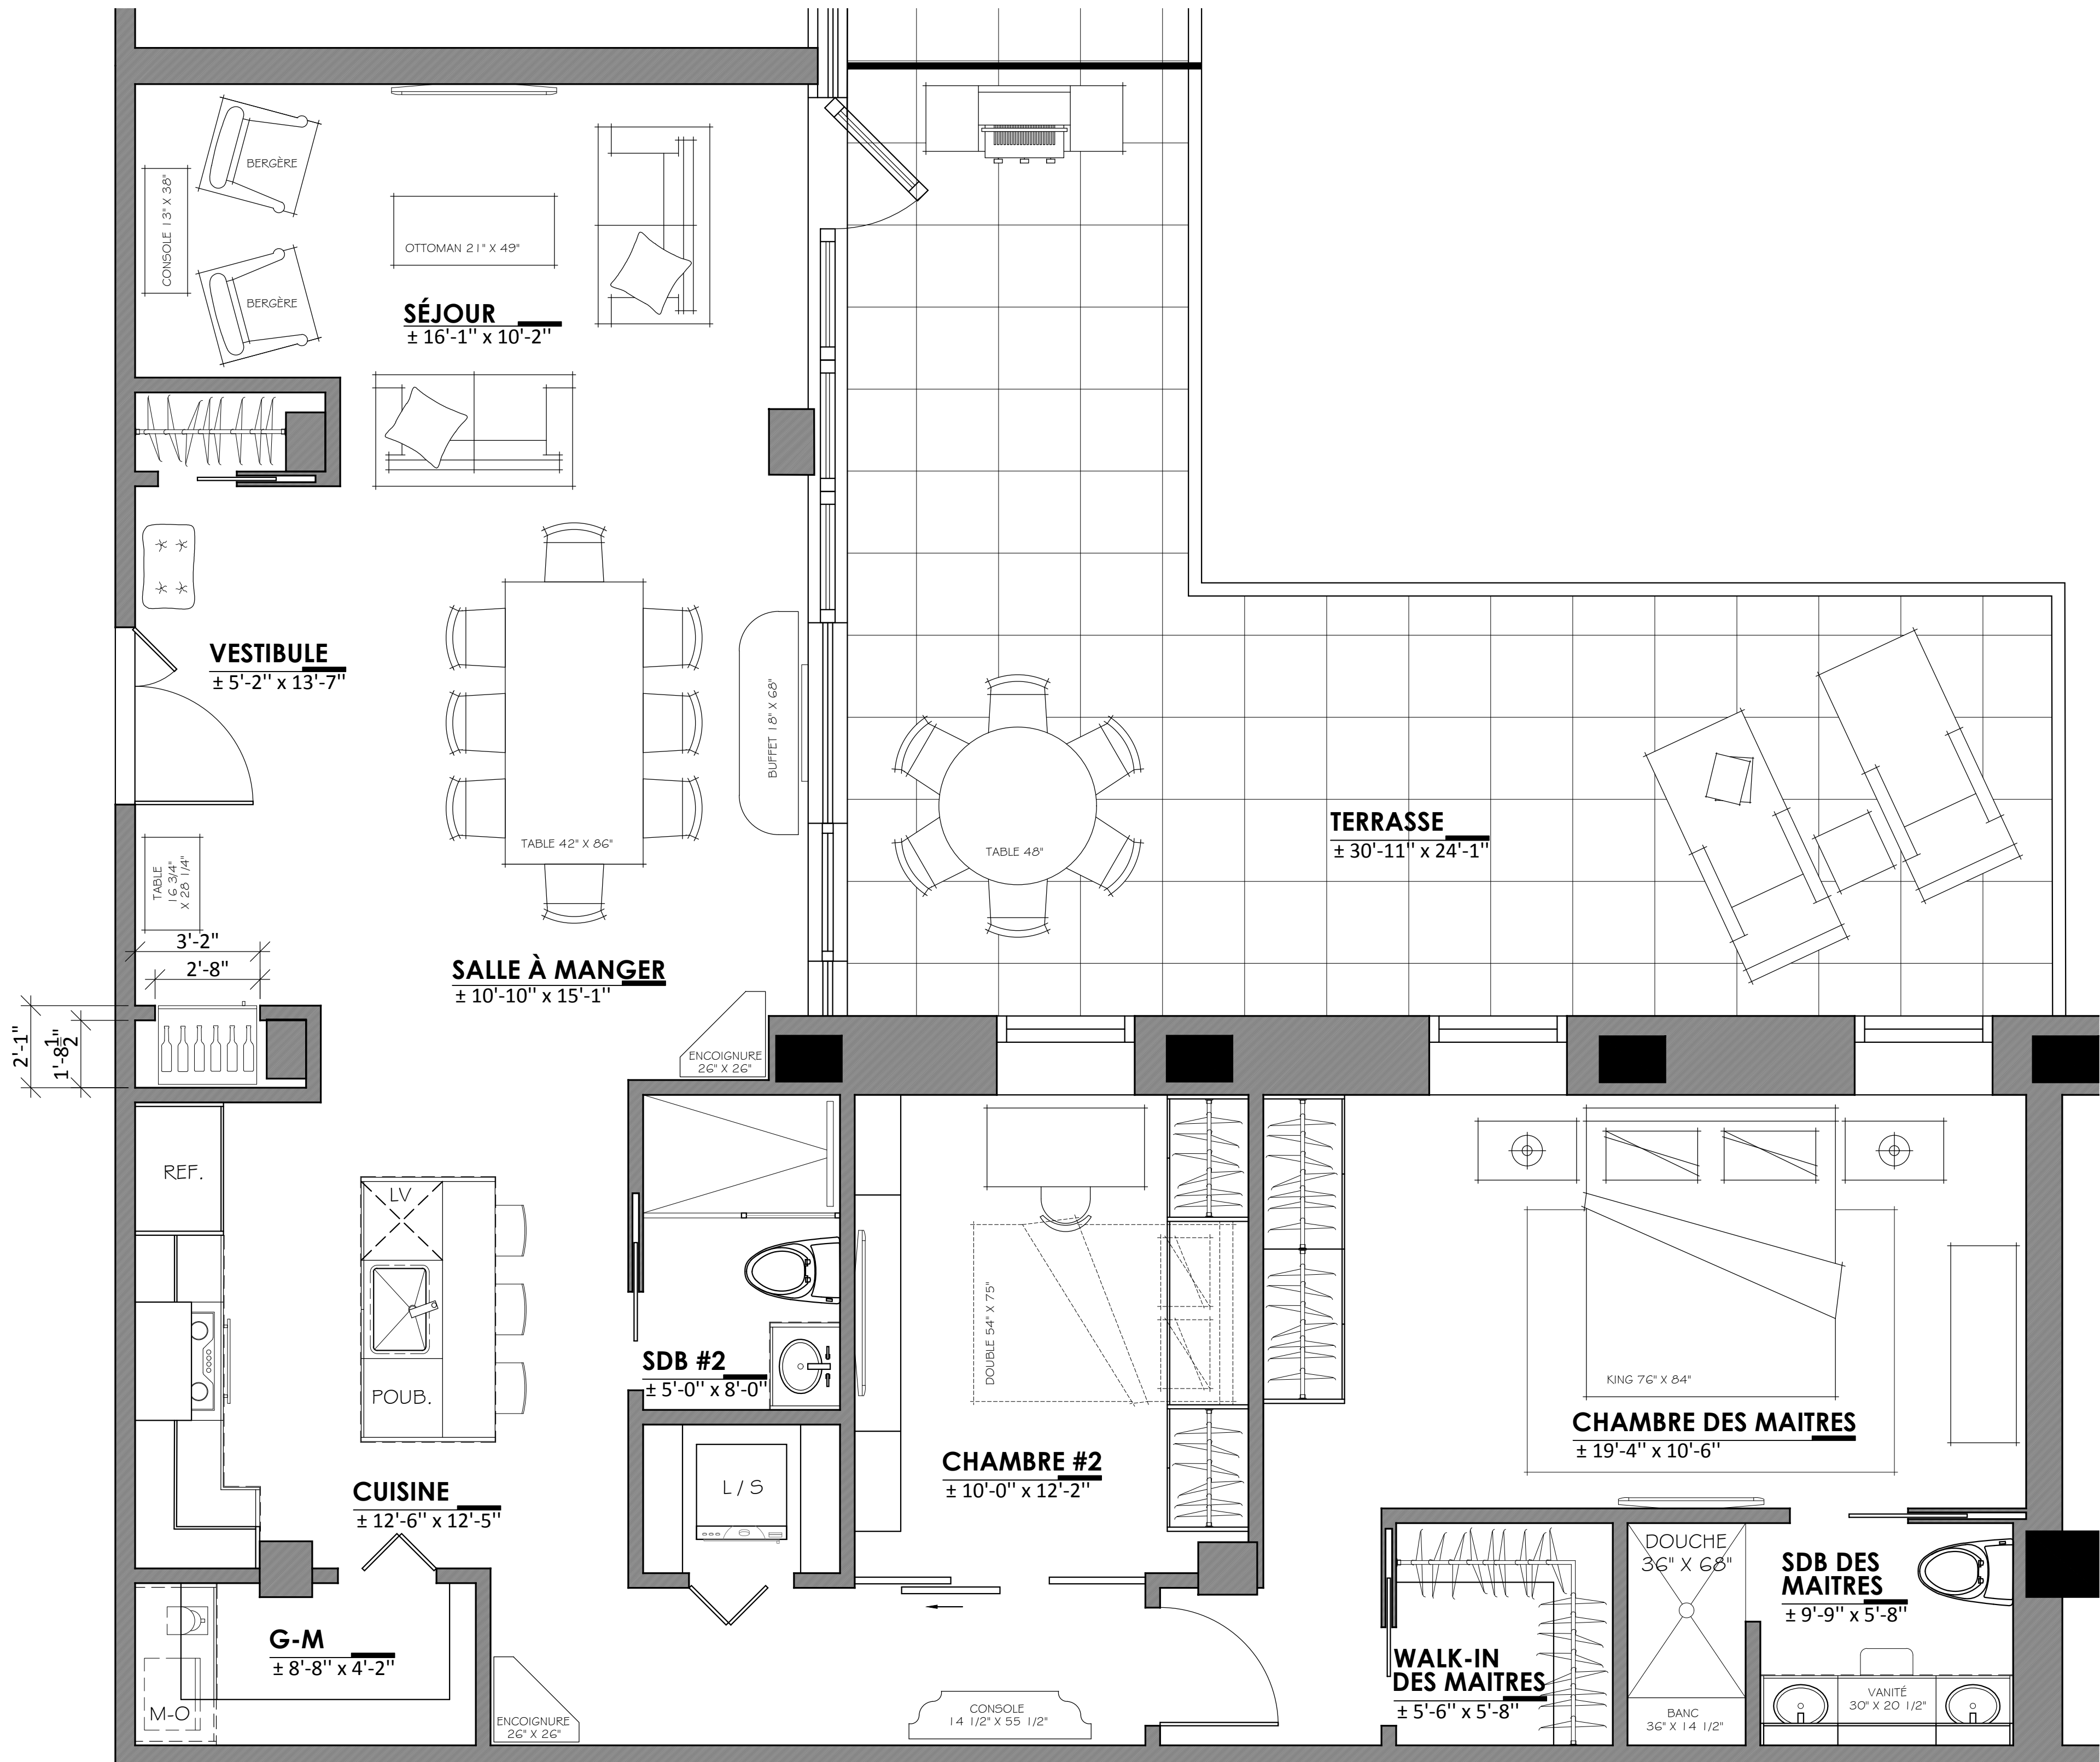 BERGÈRE
CONSOLE 13" X 38"
OTTOMAN 21" X 49"
BERGÈRE
SÉJOUR
± 16'-1'' x 10'-2''
VESTIBULE
± 5'-2'' x 13'-7''
BUFFET 18" X 68"
TABLE 42" X 86"
TABLE 48"
TERRASSE
± 30'-11'' x 24'-1''
TABLE
16 3/4"
X 28 1/4"
3'-2"
2'-8"
SALLE À MANGER
± 10'-10'' x 15'-1''
2'-1"
1'-8 1/2"
ENCOIGNURE
26" X 26"
REF.
LV
POUB.
SDB #2
± 5'-0'' x 8'-0''
DOUBLE 54" X 75"
KING 76" X 84"
CHAMBRE DES MAITRES
± 19'-4'' x 10'-6''
CHAMBRE #2
± 10'-0'' x 12'-2''
L / S
CUISINE
± 12'-6'' x 12'-5''
DOUCHE
36" X 68"
SDB DES
MAITRES
± 9'-9'' x 5'-8''
G-M
± 8'-8'' x 4'-2''
M-O
ENCOIGNURE
26" X 26"
CONSOLE
14 1/2" X 55 1/2"
WALK-IN
DES MAITRES
± 5'-6'' x 5'-8''
BANC
36" X 14 1/2"
VANITÉ
30" X 20 1/2"